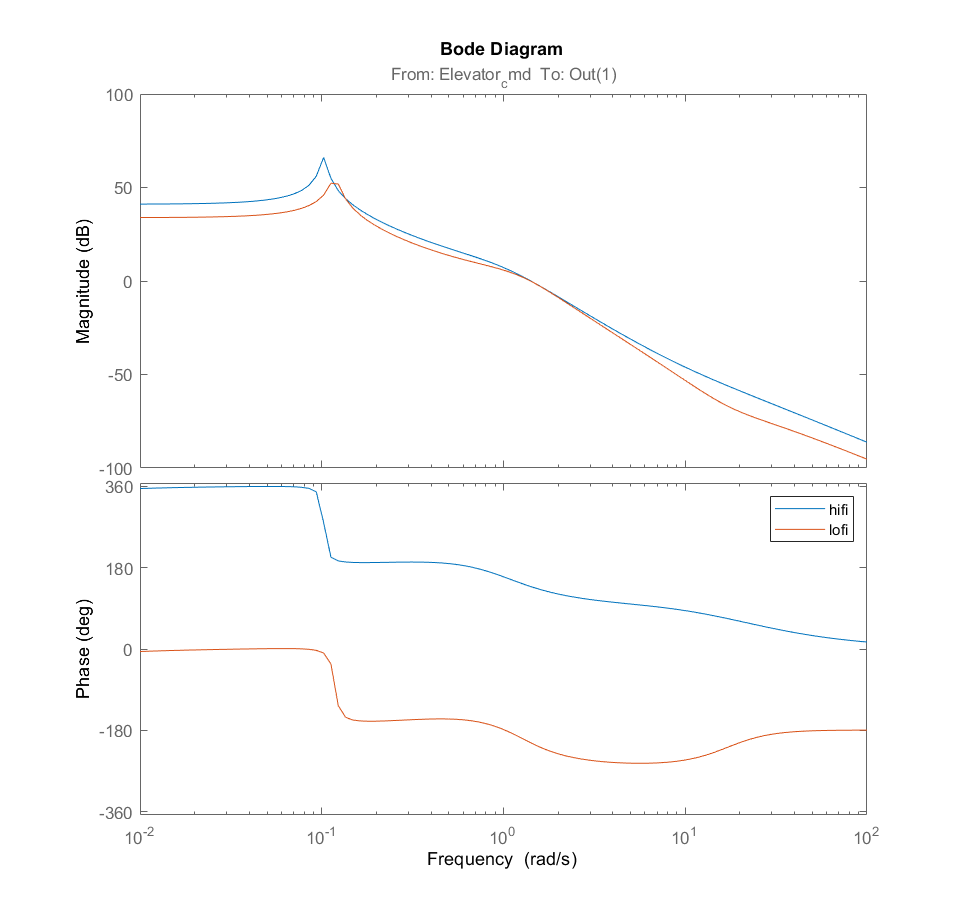 Bode Diagram
From: Elevator_cmd To: Out(1)
Magnitude (dB)
100
50
0
-50
-100
Phase (deg)
360
180
0
-180
-360
hifi
lofi
10^-2
10^-1
10^0
10^1
10^2
Frequency (rad/s)